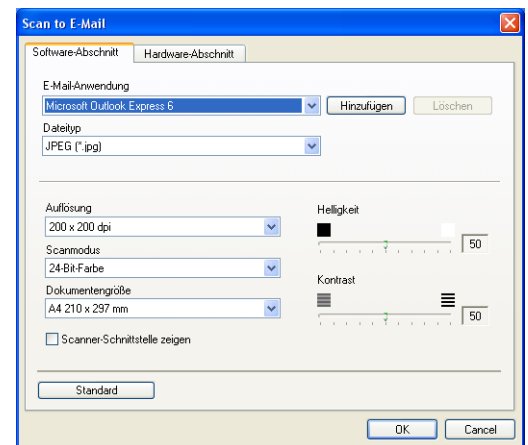 Scan to E-Mail
Software-Abschnitt
Hardware-Abschnitt
E-Mail-Anwendung
Microsoft Outlook Express 6
Hinzufügen
Löschen
Dateityp
JPEG (*.jpg)
Auflösung
200 x 200 dpi
Scanmodus
24-Bit-Farbe
Dokumentengröße
A4 210 x 297 mm
Scanner-Schnittstelle zeigen
Helligkeit
50
Kontrast
50
Standard
OK
Cancel